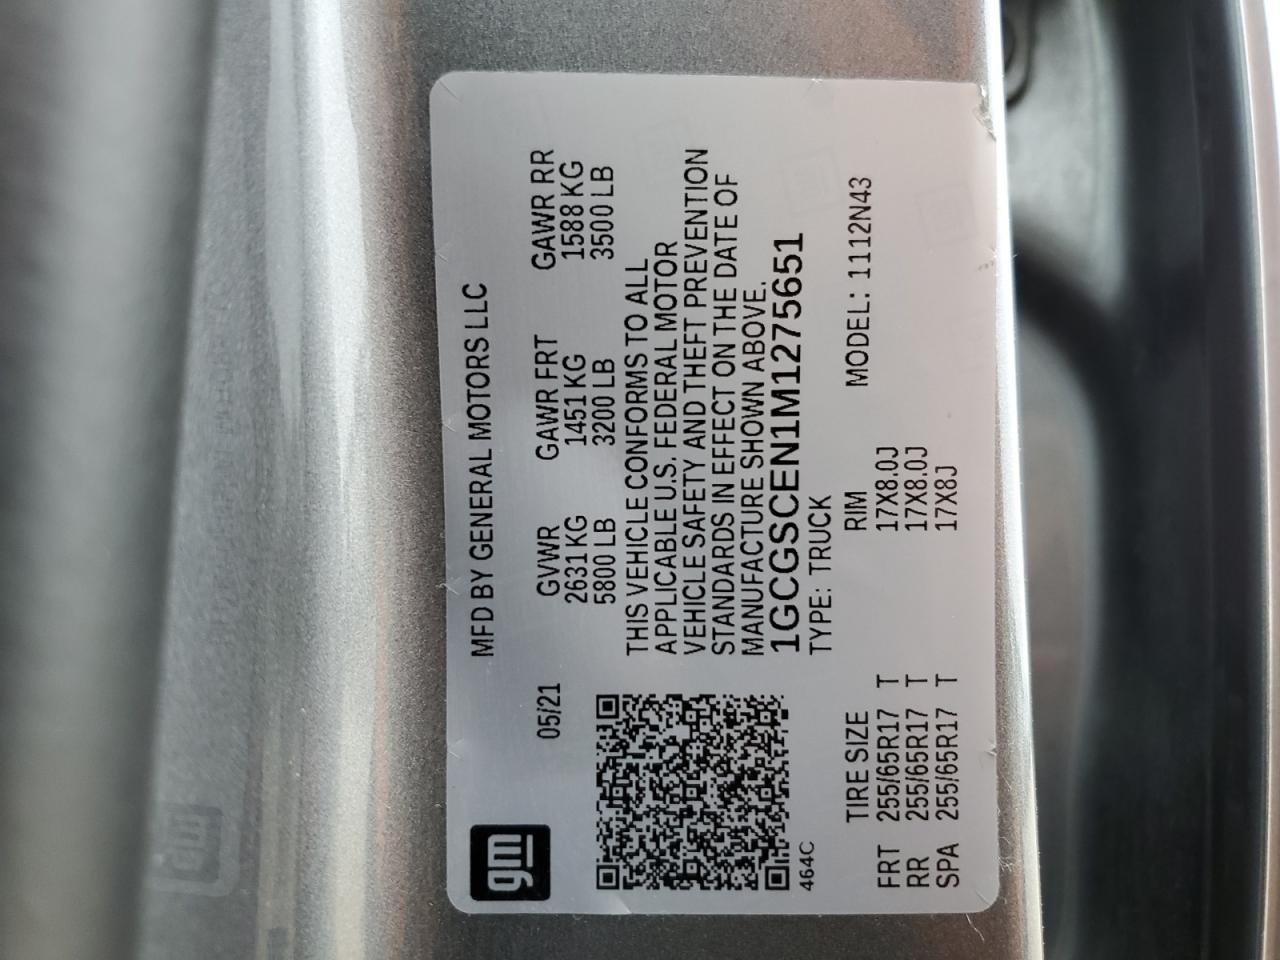 gm
MFD BY GENERAL MOTORS LLC
05/21
GVWR GAWR FRT GAWR RR
2631 KG 1451 KG 1588 KG
5800 LB 3200 LB 3500 LB
THIS VEHICLE CONFORMS TO ALL
APPLICABLE U.S. FEDERAL MOTOR
VEHICLE SAFETY AND THEFT PREVENTION
STANDARDS IN EFFECT ON THE DATE OF
MANUFACTURE SHOWN ABOVE.
1GCGSCEN1M1275651
464C
TYPE: TRUCK
MODEL: 1112N43
TIRE SIZE RIM
FRT 255/65R17 T 17X8.0J
RR 255/65R17 T 17X8.0J
SPA 255/65R17 T 17X8J